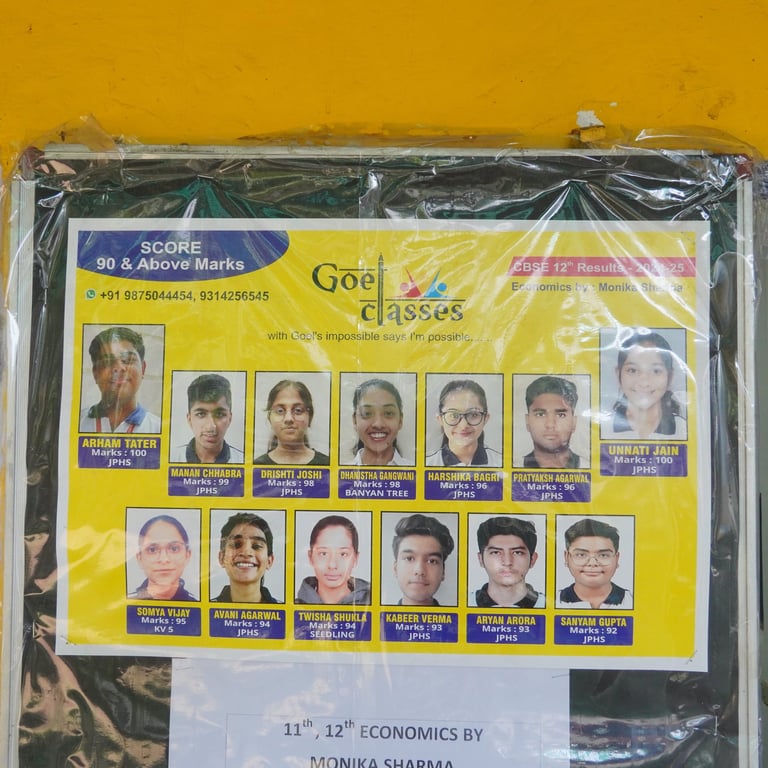 SCORE
90 & Above Marks
+91 9875044454, 9314256545
Goel
classes
with Goel's impossible says I'm possible.......
CBSE 12th Results - 2024-25
Economics by : Monika Sharma
ARHAM TATER
Marks : 100
JPHS
MANAN CHHABRA
Marks : 99
JPHS
DRISHTI JOSHI
Marks : 98
JPHS
DHANISTHA GANGWANI
Marks : 98
BANYAN TREE
HARSHIKA BAGRI
Marks : 96
JPHS
PRATYAKSH AGARWAL
Marks : 96
JPHS
UNNATI JAIN
Marks : 100
JPHS
SOMYA VIJAY
Marks : 95
KV 5
AVANI AGARWAL
Marks : 94
JPHS
TWISHA SHUKLA
Marks : 94
SEEDLING
KABEER VERMA
Marks : 93
JPHS
ARYAN ARORA
Marks : 93
JPHS
SANYAM GUPTA
Marks : 92
JPHS
11th, 12th ECONOMICS BY
MONIKA SHARMA